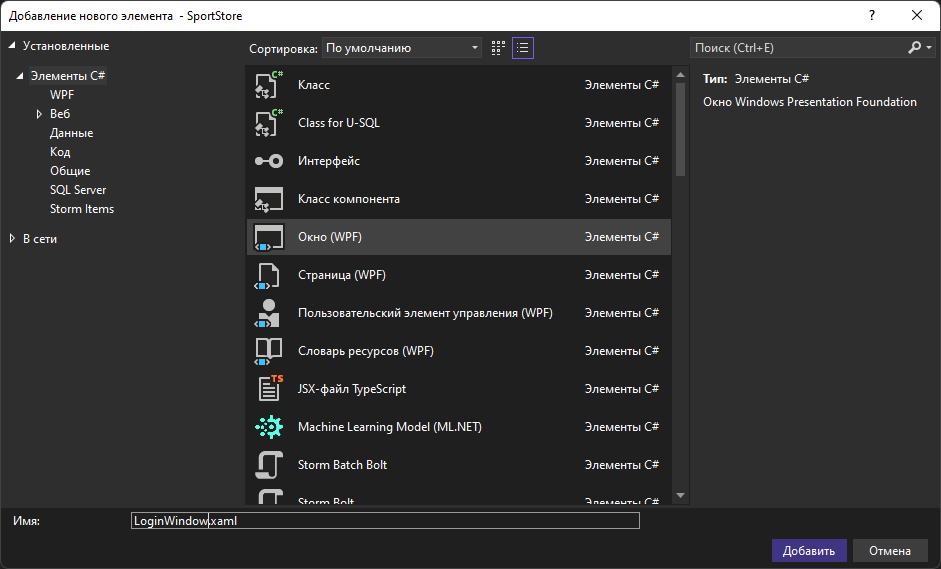 Добавление нового элемента - SportStore
?
Установленные
Элементы C#
WPF
Веб
Данные
Код
Общие
SQL Server
Storm Items
В сети
Сортировка: По умолчанию
C# Класс Элементы C#
C# Class for U-SQL Элементы C#
Интерфейс Элементы C#
Класс компонента Элементы C#
Окно (WPF) Элементы C#
Страница (WPF) Элементы C#
Пользовательский элемент управления (WPF) Элементы C#
Словарь ресурсов (WPF) Элементы C#
TS JSX-файл TypeScript Элементы C#
Machine Learning Model (ML.NET) Элементы C#
Storm Batch Bolt Элементы C#
Storm Bolt Элементы C#
Поиск (Ctrl+E)
Тип: Элементы C#
Окно Windows Presentation Foundation
Имя: LoginWindow.xaml
Добавить Отмена